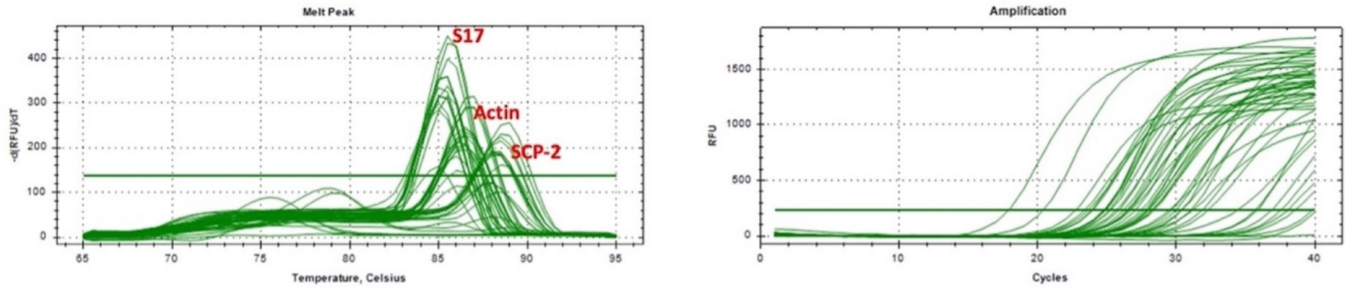 Melt Peak
S17
400
300
Actin
200
SCP-2
100
0
-d(RFU)/dT
65
70
75
80
85
90
95
Temperature, Celsius
Amplification
1500
1000
500
0
RFU
0
10
20
30
40
Cycles